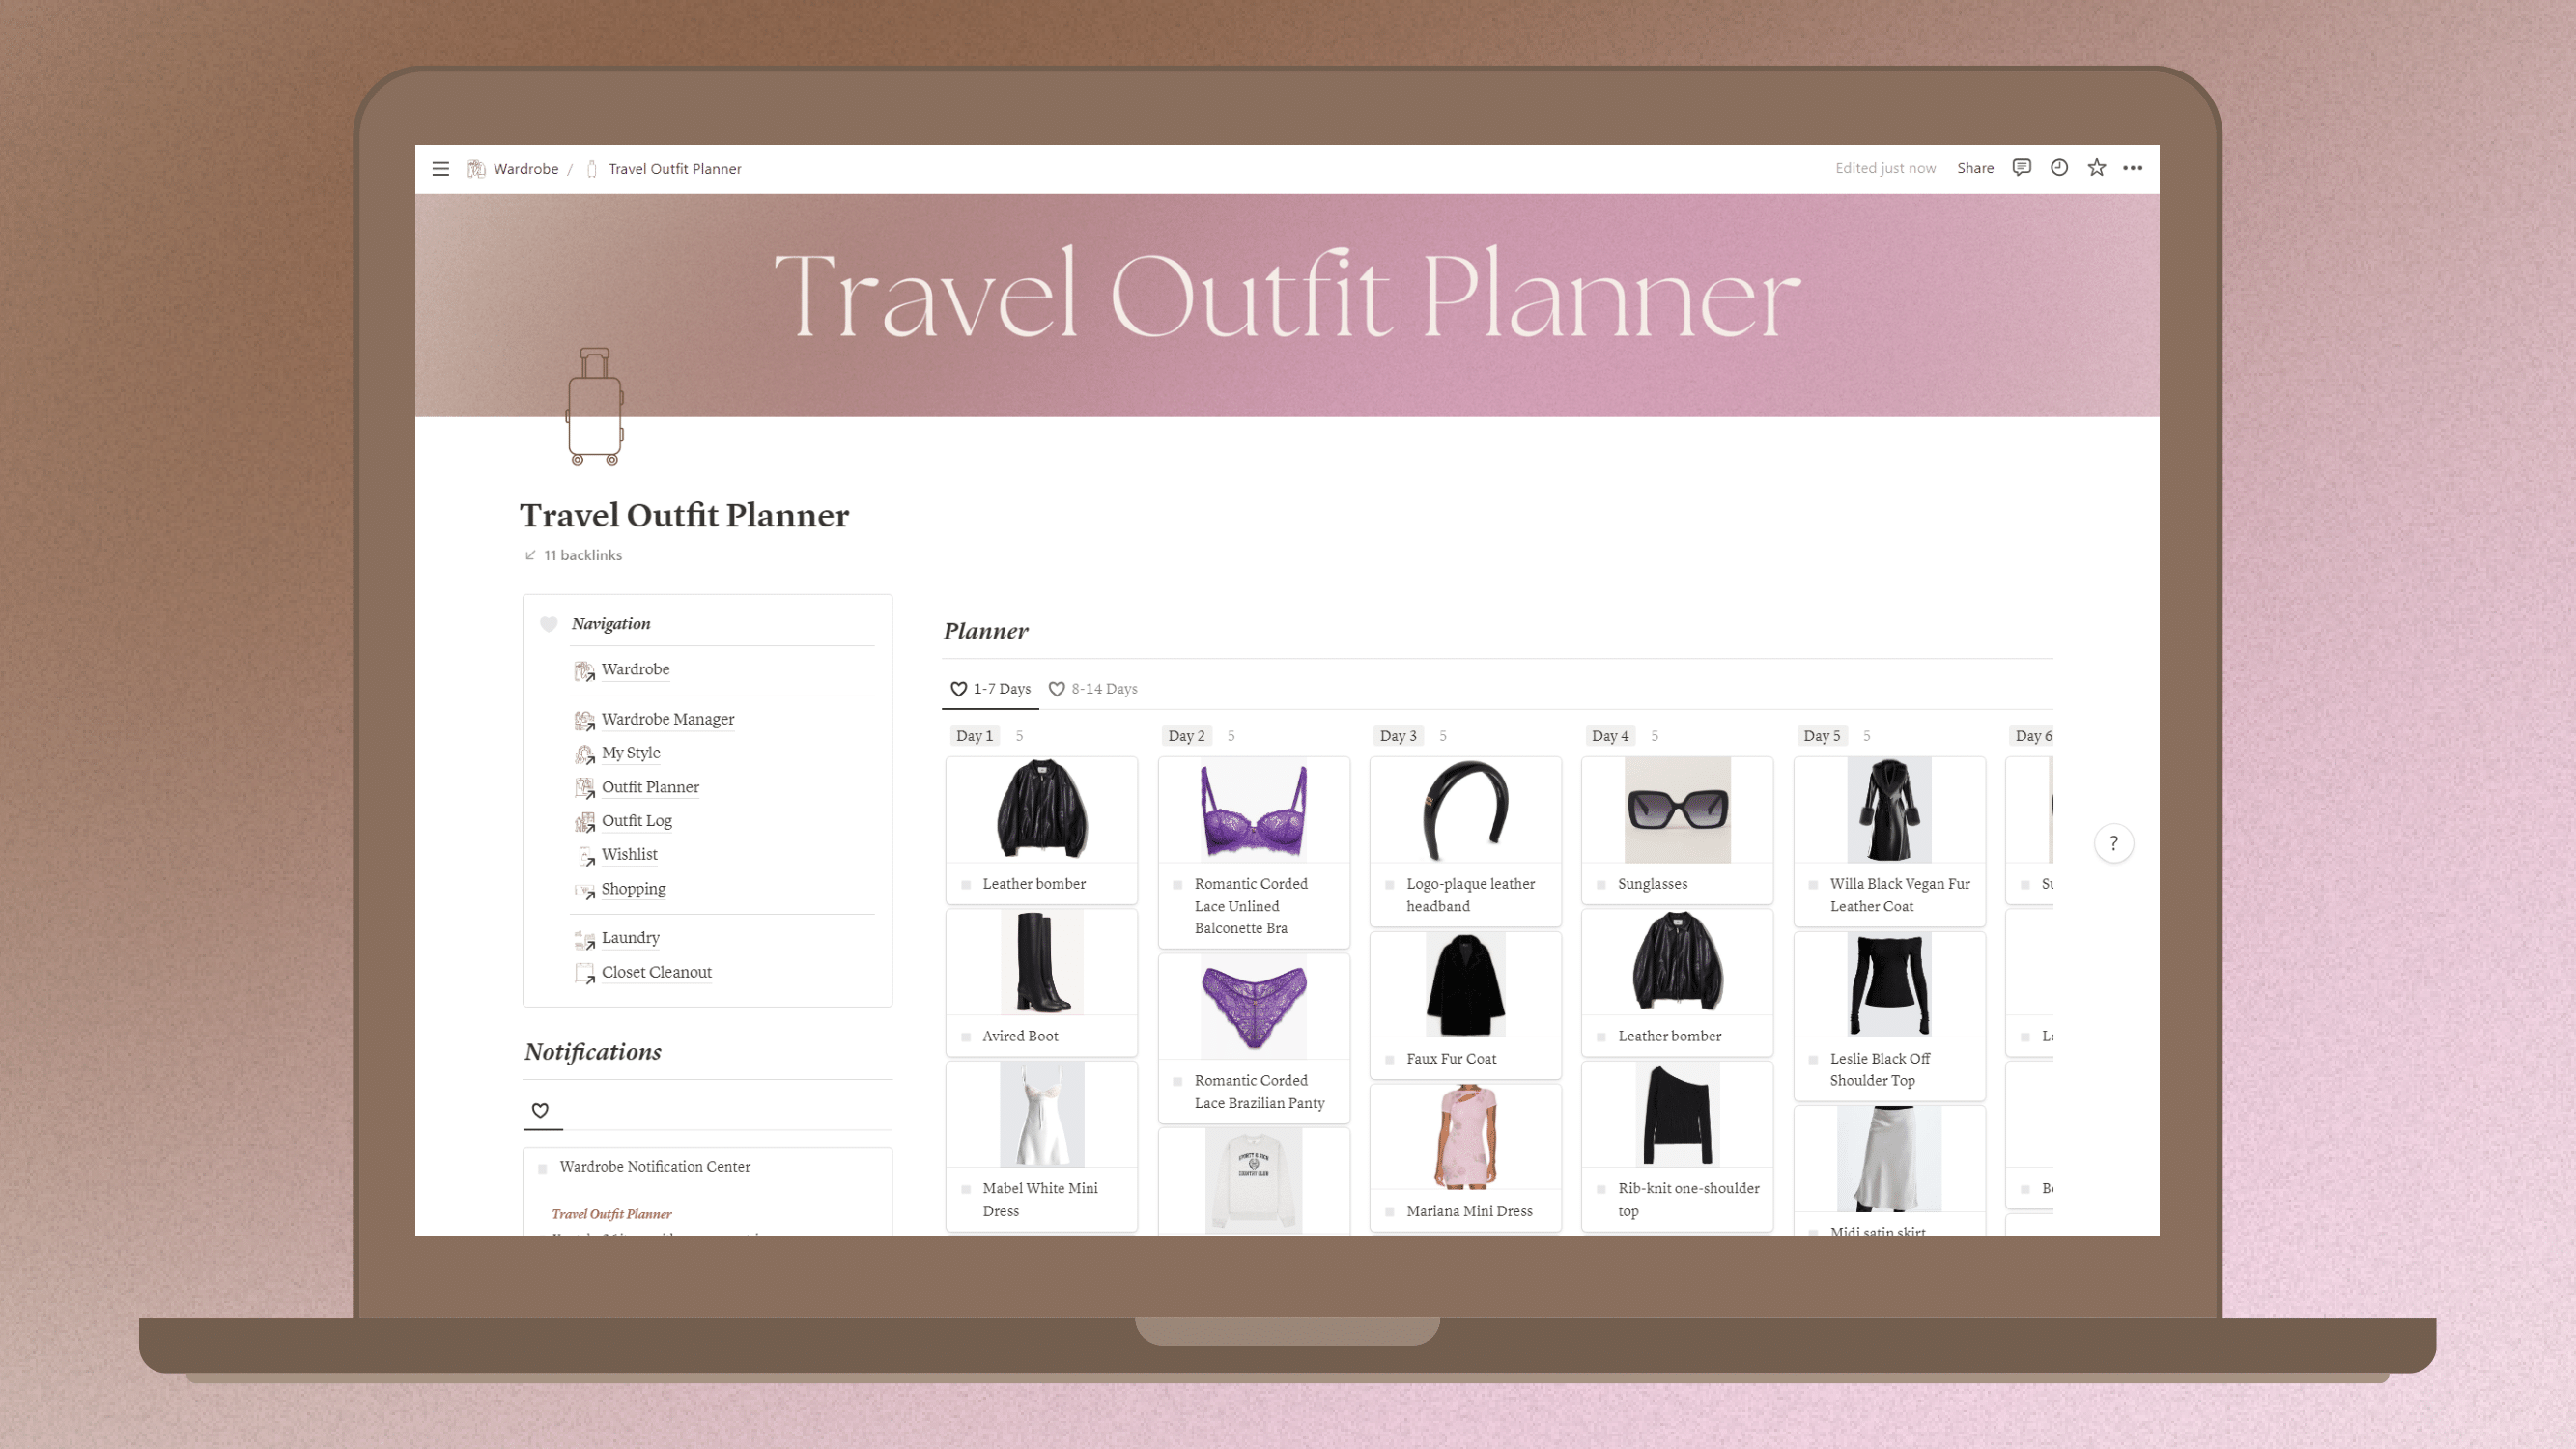 Wardrobe / Travel Outfit Planner
Edited just now Share
Travel Outfit Planner
Travel Outfit Planner
11 backlinks
Navigation
Wardrobe
Wardrobe Manager
My Style
Outfit Planner
Outfit Log
Wishlist
Shopping
Laundry
Closet Cleanout
Notifications
Wardrobe Notification Center
Travel Outfit Planner
Planner
1-7 Days 8-14 Days
Day 1 5
Leather bomber
Avired Boot
Mabel White Mini
Dress
Day 2 5
Romantic Corded
Lace Unlined
Balconette Bra
Romantic Corded
Lace Brazilian Panty
COUNTRY CLUB
Day 3 5
Logo-plaque leather
headband
Faux Fur Coat
Mariana Mini Dress
Day 4 5
Sunglasses
Leather bomber
Rib-knit one-shoulder
top
Day 5 5
Willa Black Vegan Fur
Leather Coat
Leslie Black Off
Shoulder Top
Midi satin skirt
Day 6
?